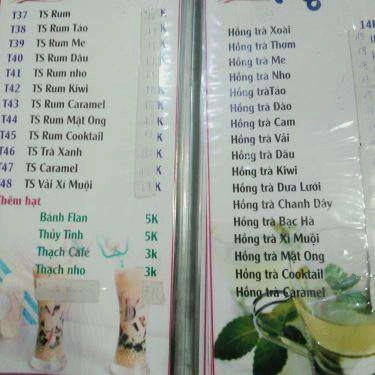 T37 TS Rum K
T38 TS Rum Táo K
T39 TS Rum Me K
T40 TS Rum Dâu K
T41 TS Rum nho K
T42 TS Rum Kiwi K
T43 TS Rum Caramel K
T44 TS Rum Mật Ong K
T45 TS Rum Cooktail K
T46 TS Trà Xanh K
T47 TS Caramel K
48 TS Vải Xí Muội K
Thêm hạt
Bánh Flan 5K
Thủy Tinh 5K
Thạch Café 3k
Thạch nho 3k
Hồng trà Xoài 14K
Hồng trà Thơm
Hồng trà Me
Hồng trà Nho
Hồng tràTáo
Hồng trà Đào
Hồng trà Cam
Hồng trà Vải
Hồng trà Dâu
Hồng trà Kiwi
Hồng trà Dưa Lưới
Hồng trà Chanh Dây
Hồng trà Bạc Hà
Hồng trà Xí Muội
Hồng trà Mật Ong
Hồng trà Cooktail
Hồng trà Caramel